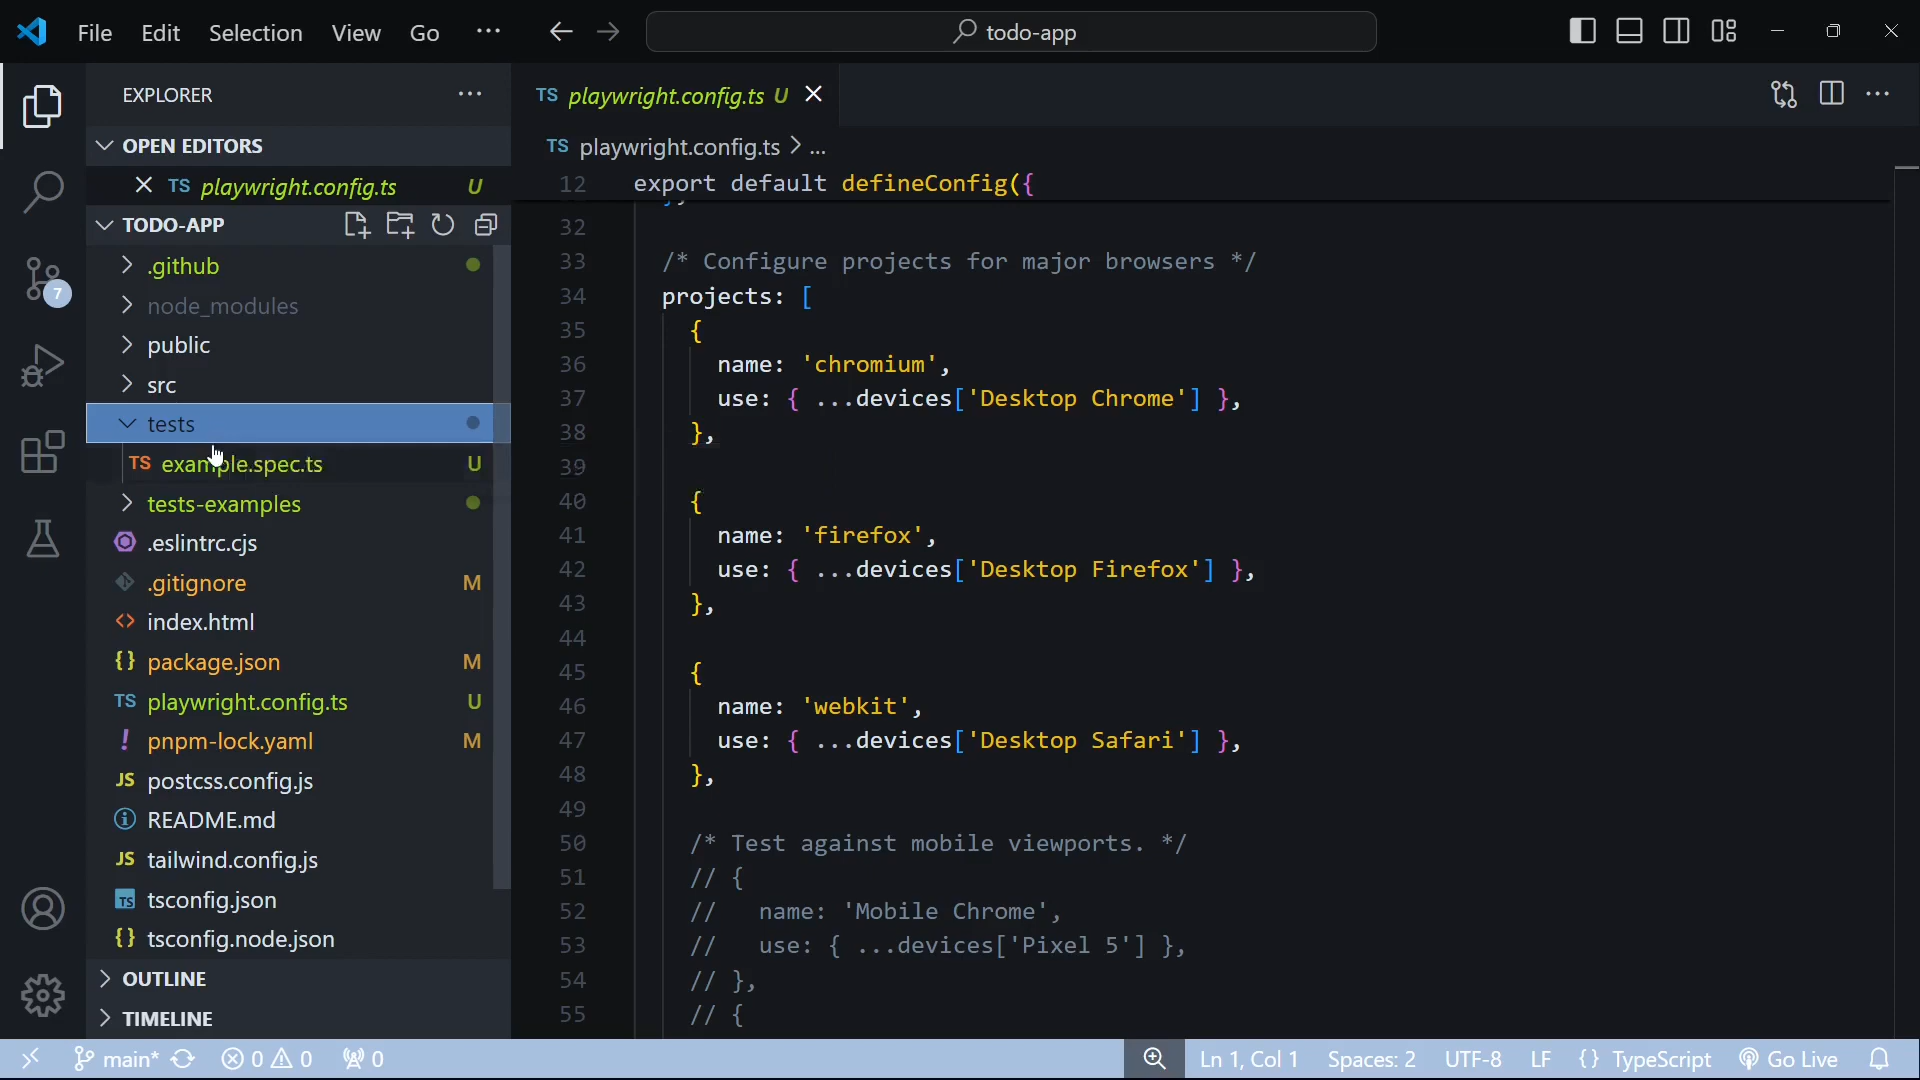 File Edit Selection View Go ... todo-app
EXPLORER ...
OPEN EDITORS
TS playwright.config.ts U
TODO-APP
.github
node_modules
public
src
tests
TS example.spec.ts U
tests-examples
.eslintrc.cjs
.gitignore M
index.html
package.json M
TS playwright.config.ts U
! pnpm-lock.yaml M
JS postcss.config.js
README.md
JS tailwind.config.js
TS tsconfig.json
{} tsconfig.node.json
OUTLINE
TIMELINE
7
TS playwright.config.ts U
TS playwright.config.ts > ...
12 export default defineConfig({
32
33 /* Configure projects for major browsers */
34 projects: [
35 {
36 name: 'chromium',
37 use: { ...devices['Desktop Chrome'] },
38 },
39
40 {
41 name: 'firefox',
42 use: { ...devices['Desktop Firefox'] },
43 },
44
45 {
46 name: 'webkit',
47 use: { ...devices['Desktop Safari'] },
48 },
49
50 /* Test against mobile viewports. */
51 // {
52 //   name: 'Mobile Chrome',
53 //   use: { ...devices['Pixel 5'] },
54 // },
55 // {
main* 0 0 0 Ln 1, Col 1 Spaces: 2 UTF-8 LF {} TypeScript Go Live